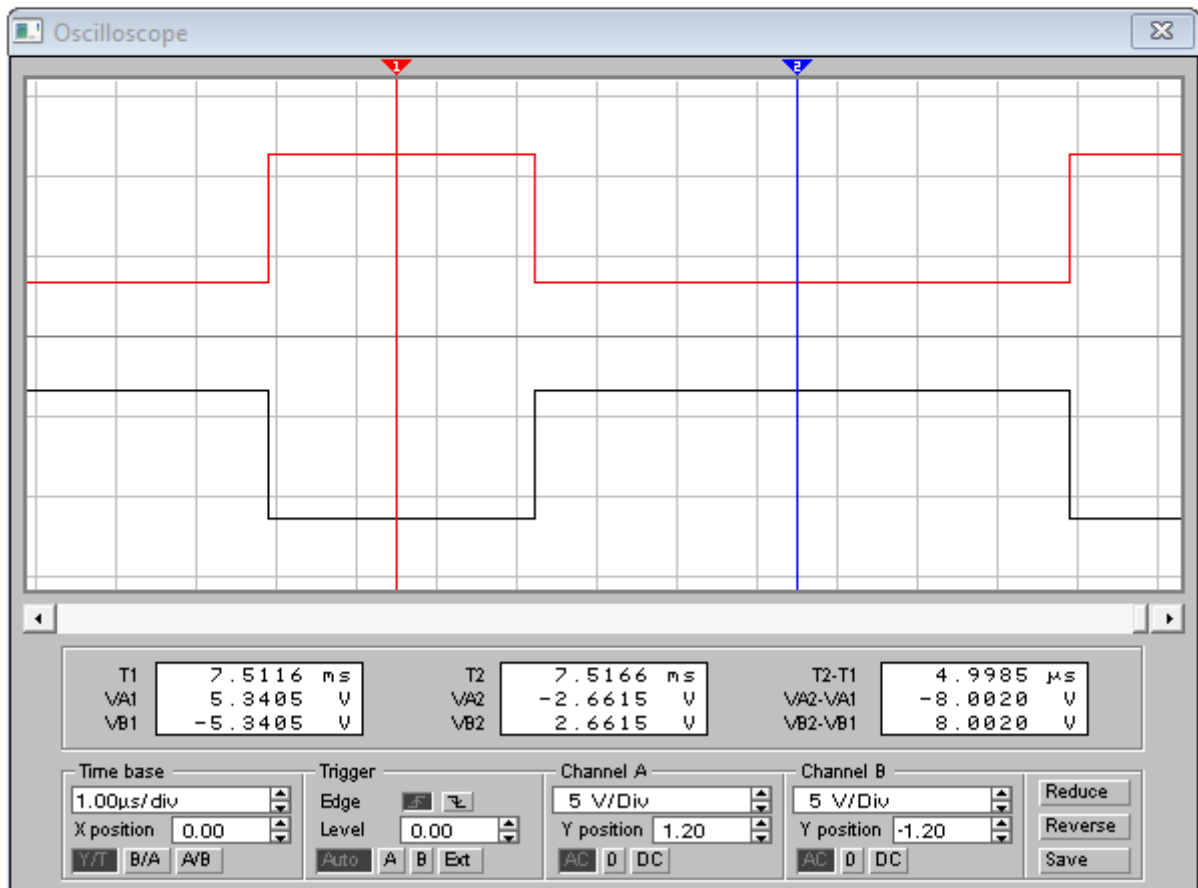 Oscilloscope
1 2
T1 7.5116 ms T2 7.5166 ms T2-T1 4.9985 µs
VA1 5.3405 V VA2 -2.6615 V VA2-VA1 -8.0020 V
VB1 -5.3405 V VB2 2.6615 V VB2-VB1 8.0020 V
Time base Trigger Channel A Channel B
1.00µs/div Edge 5 V/Div 5 V/Div Reduce
X position 0.00 Level 0.00 Y position 1.20 Y position -1.20 Reverse
Y/T B/A A/B Auto A B Ext AC 0 DC AC 0 DC Save